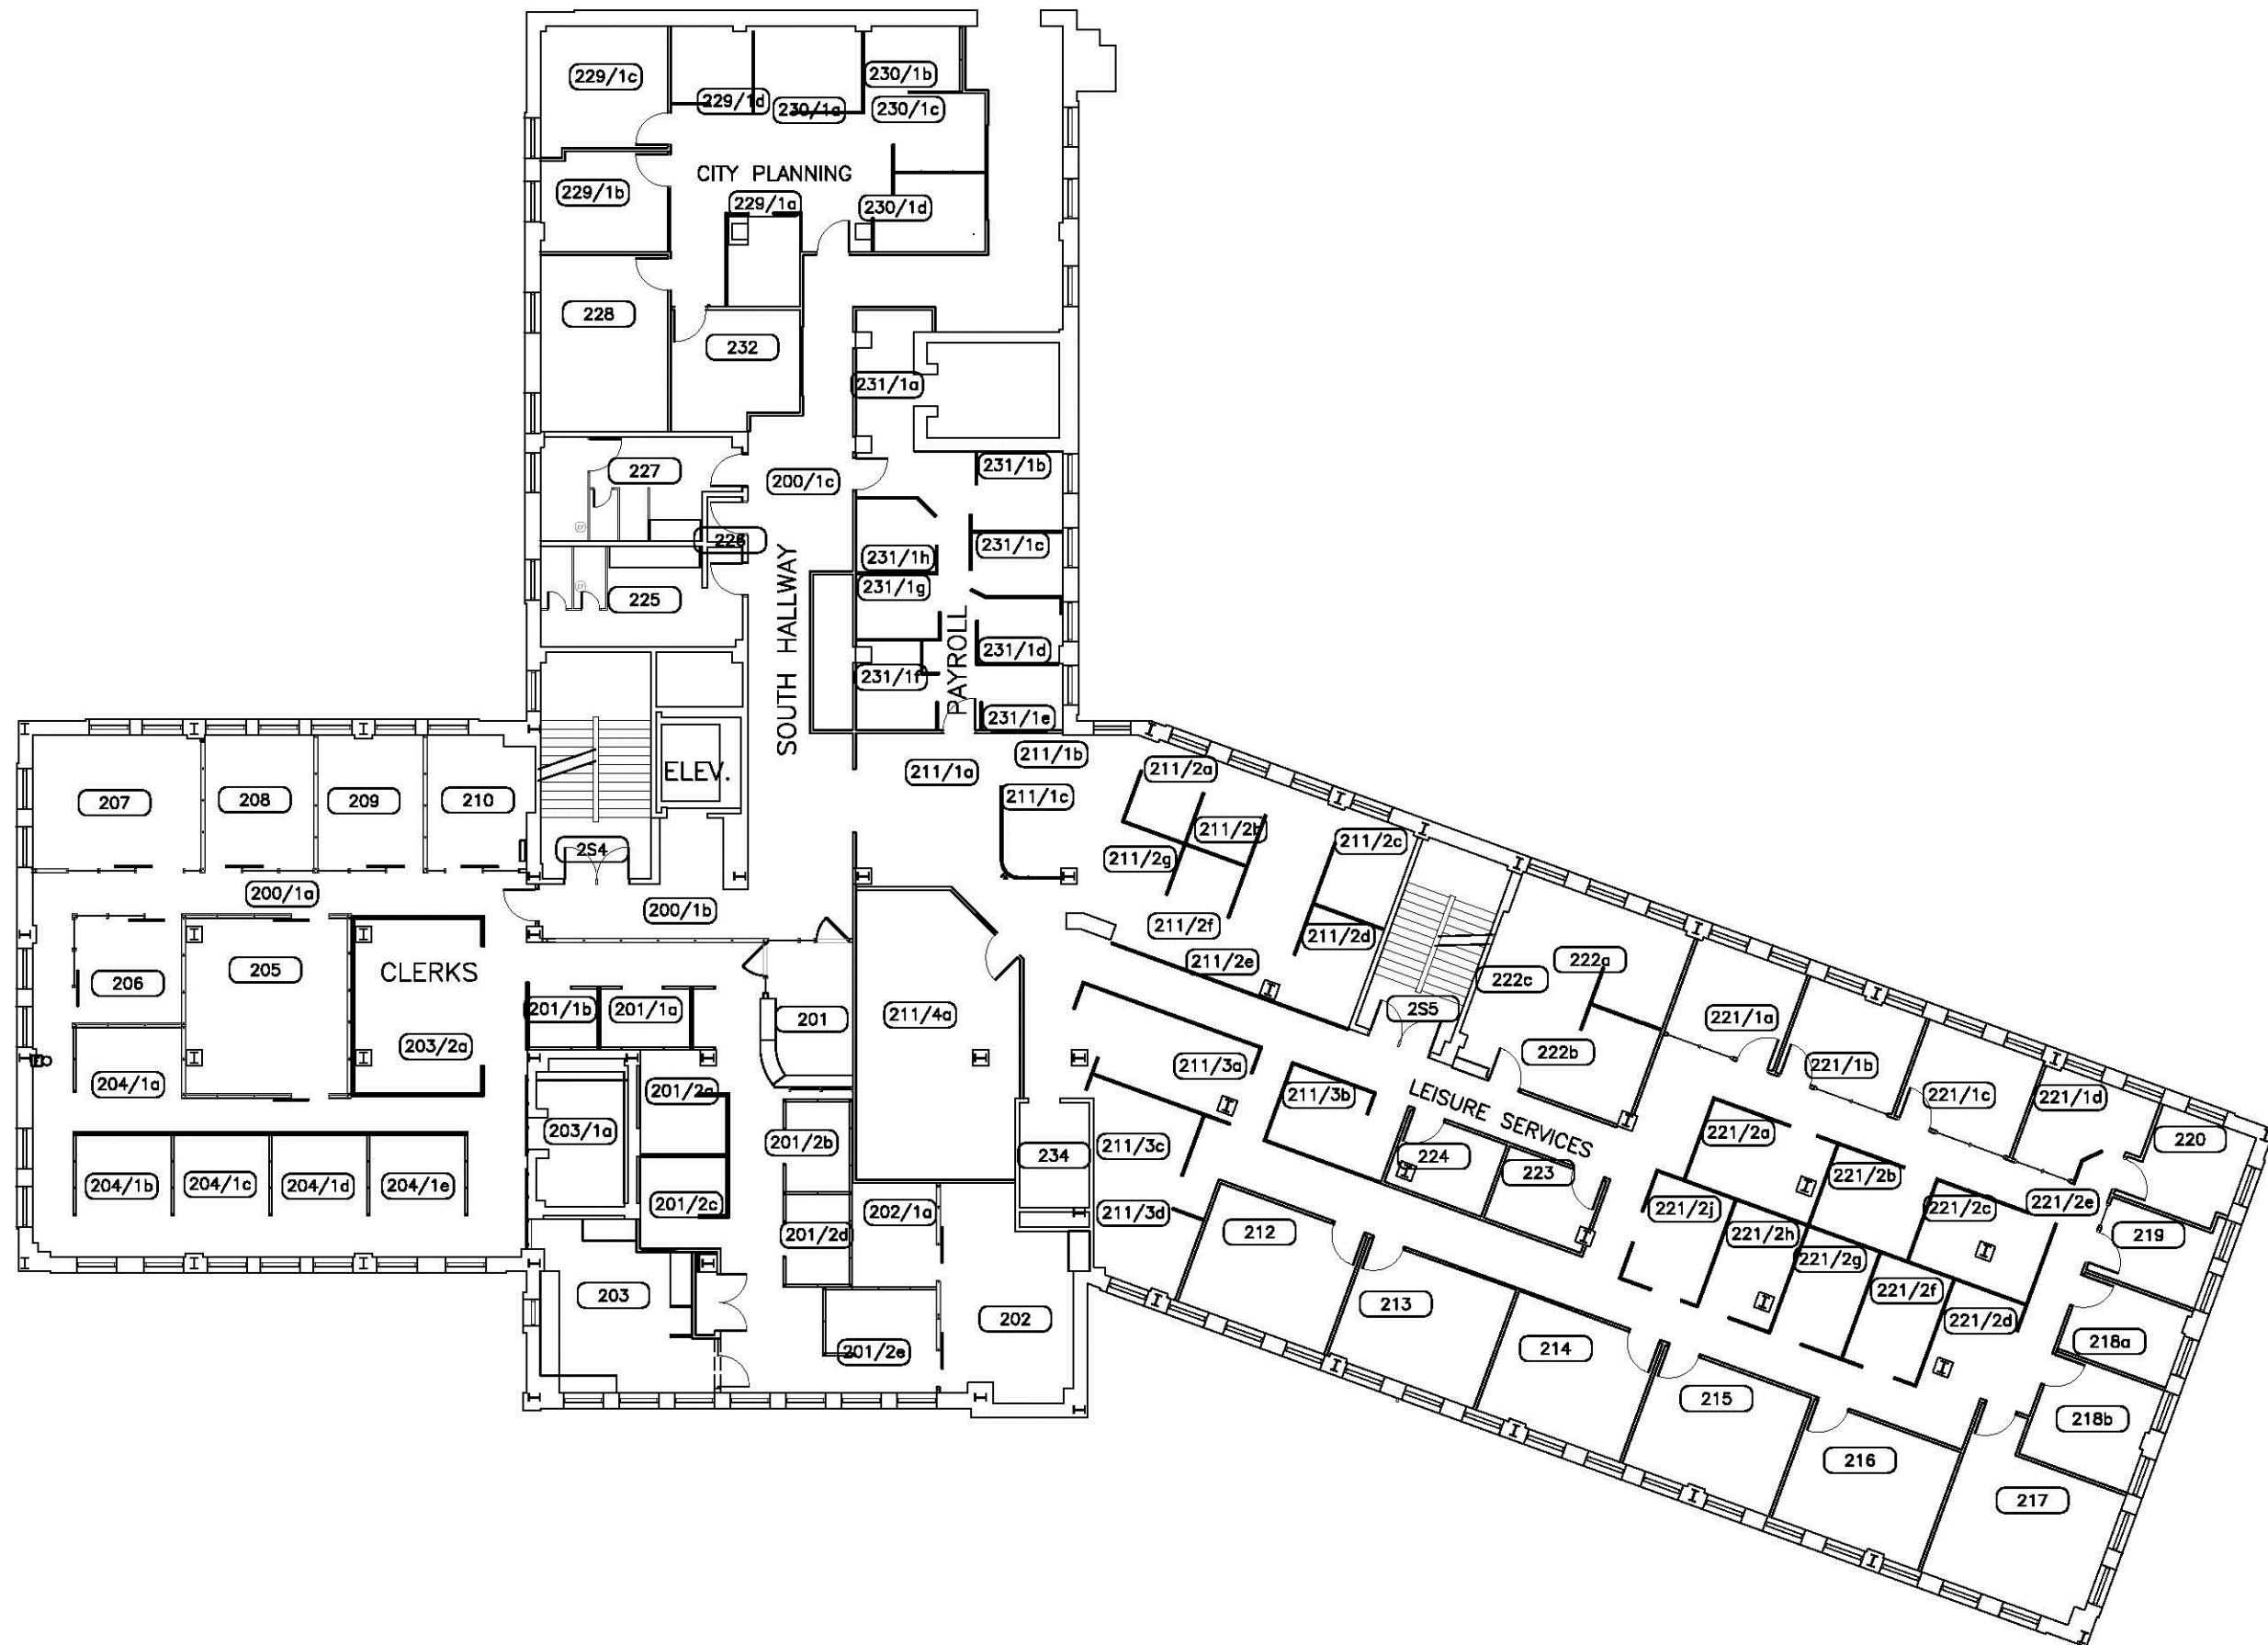 229/1c
229/1d
230/1a
230/1b
230/1c
CITY PLANNING
229/1b
229/1a
230/1d
228
232
231/1a
227
200/1c
231/1b
226
231/1h
231/1c
225
231/1g
SOUTH HALLWAY
PAYROLL
231/1d
231/1f
231/1e
211/1b
211/1a
211/1c
ELEV.
207
208
209
210
2S4
200/1a
200/1b
206
205
CLERKS
203/2a
204/1a
204/1b
204/1c
204/1d
204/1e
201/1b
201/1a
201
211/4a
201/2a
203/1a
201/2b
201/2c
201/2d
202/1a
234
203
202
201/2e
211/2a
211/2b
211/2c
211/2g
211/2f
211/2d
211/2e
222a
222c
2S5
222b
211/3a
211/3b
LEISURE SERVICES
221/1a
221/1b
221/1c
221/1d
220
211/3c
224
223
221/2a
221/2b
221/2c
221/2e
211/3d
212
221/2j
221/2h
221/2g
219
213
221/2f
221/2d
218a
214
215
218b
216
217